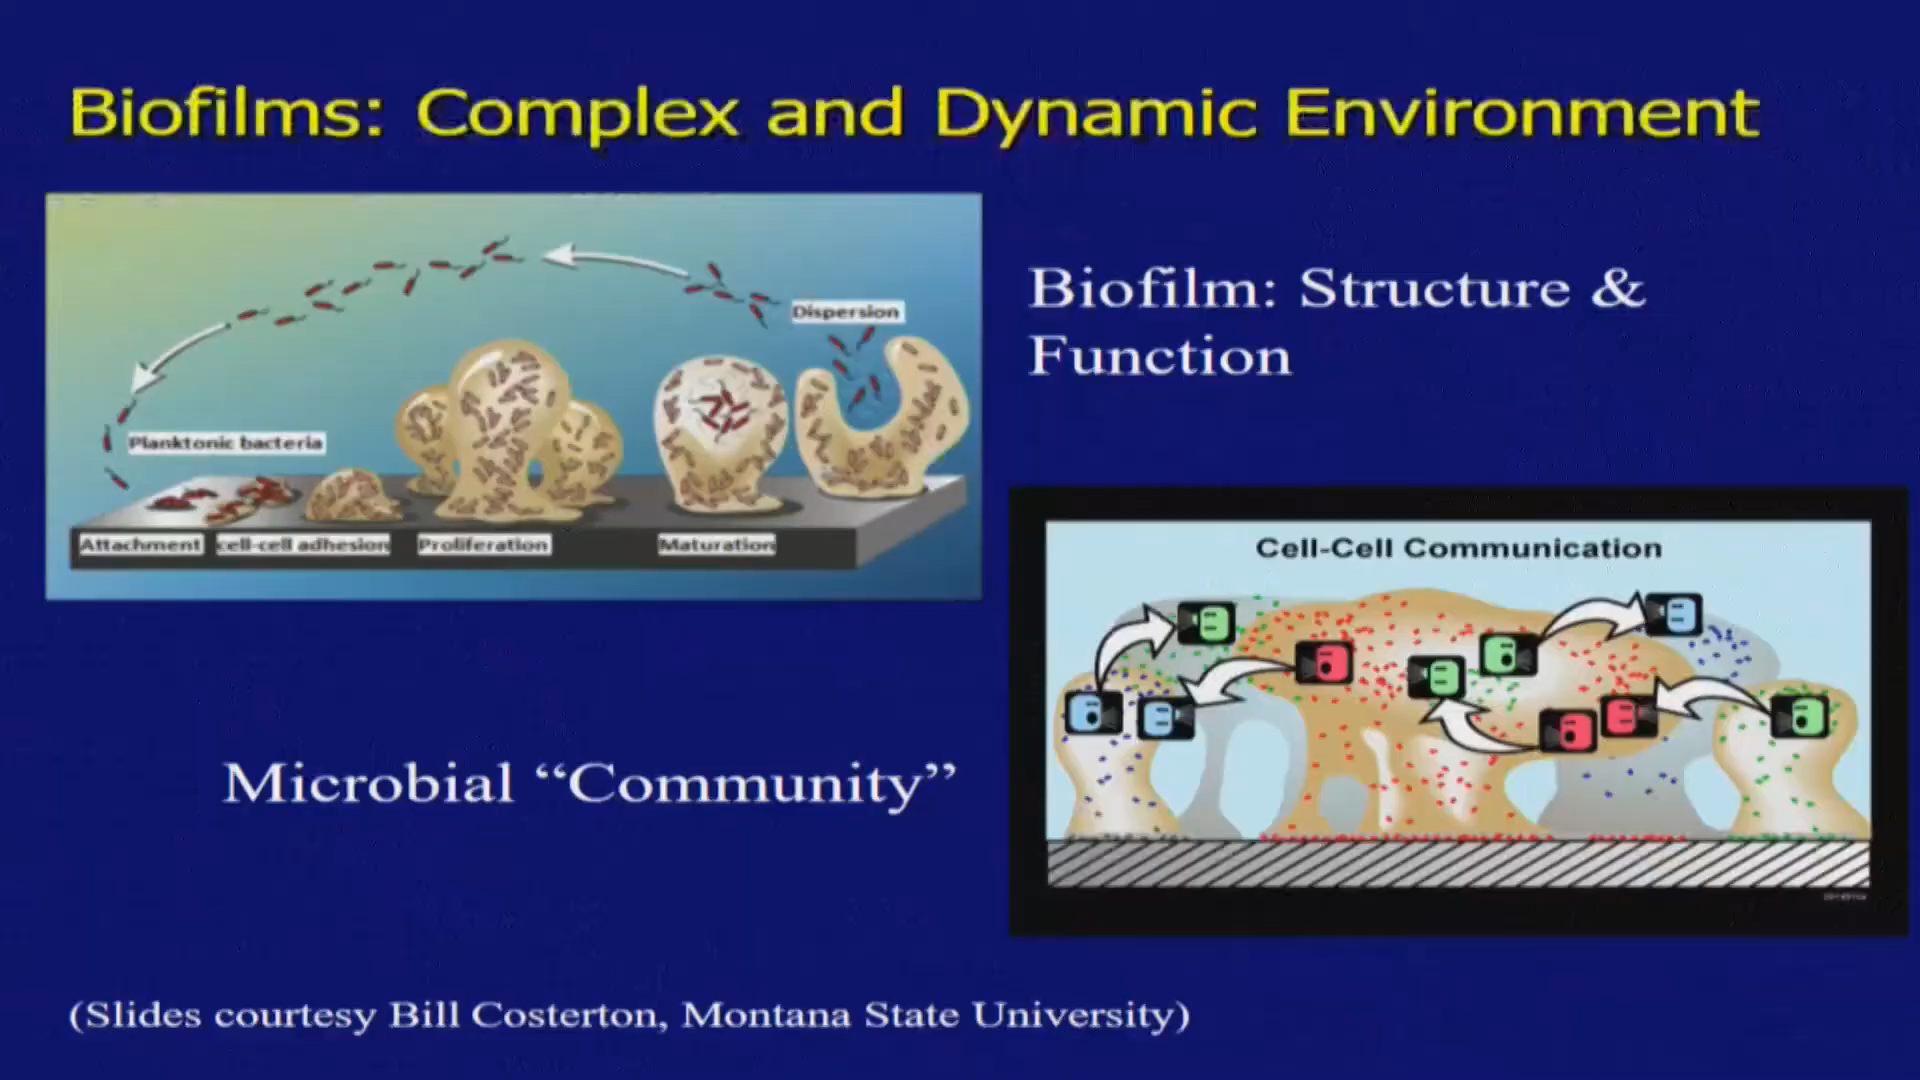 Biofilms: Complex and Dynamic Environment
Dispersion
Planktonic bacteria
Attachment
cell-cell adhesion
Proliferation
Maturation
Biofilm: Structure &
Function
Cell-Cell Communication
Microbial “Community”
(Slides courtesy Bill Costerton, Montana State University)